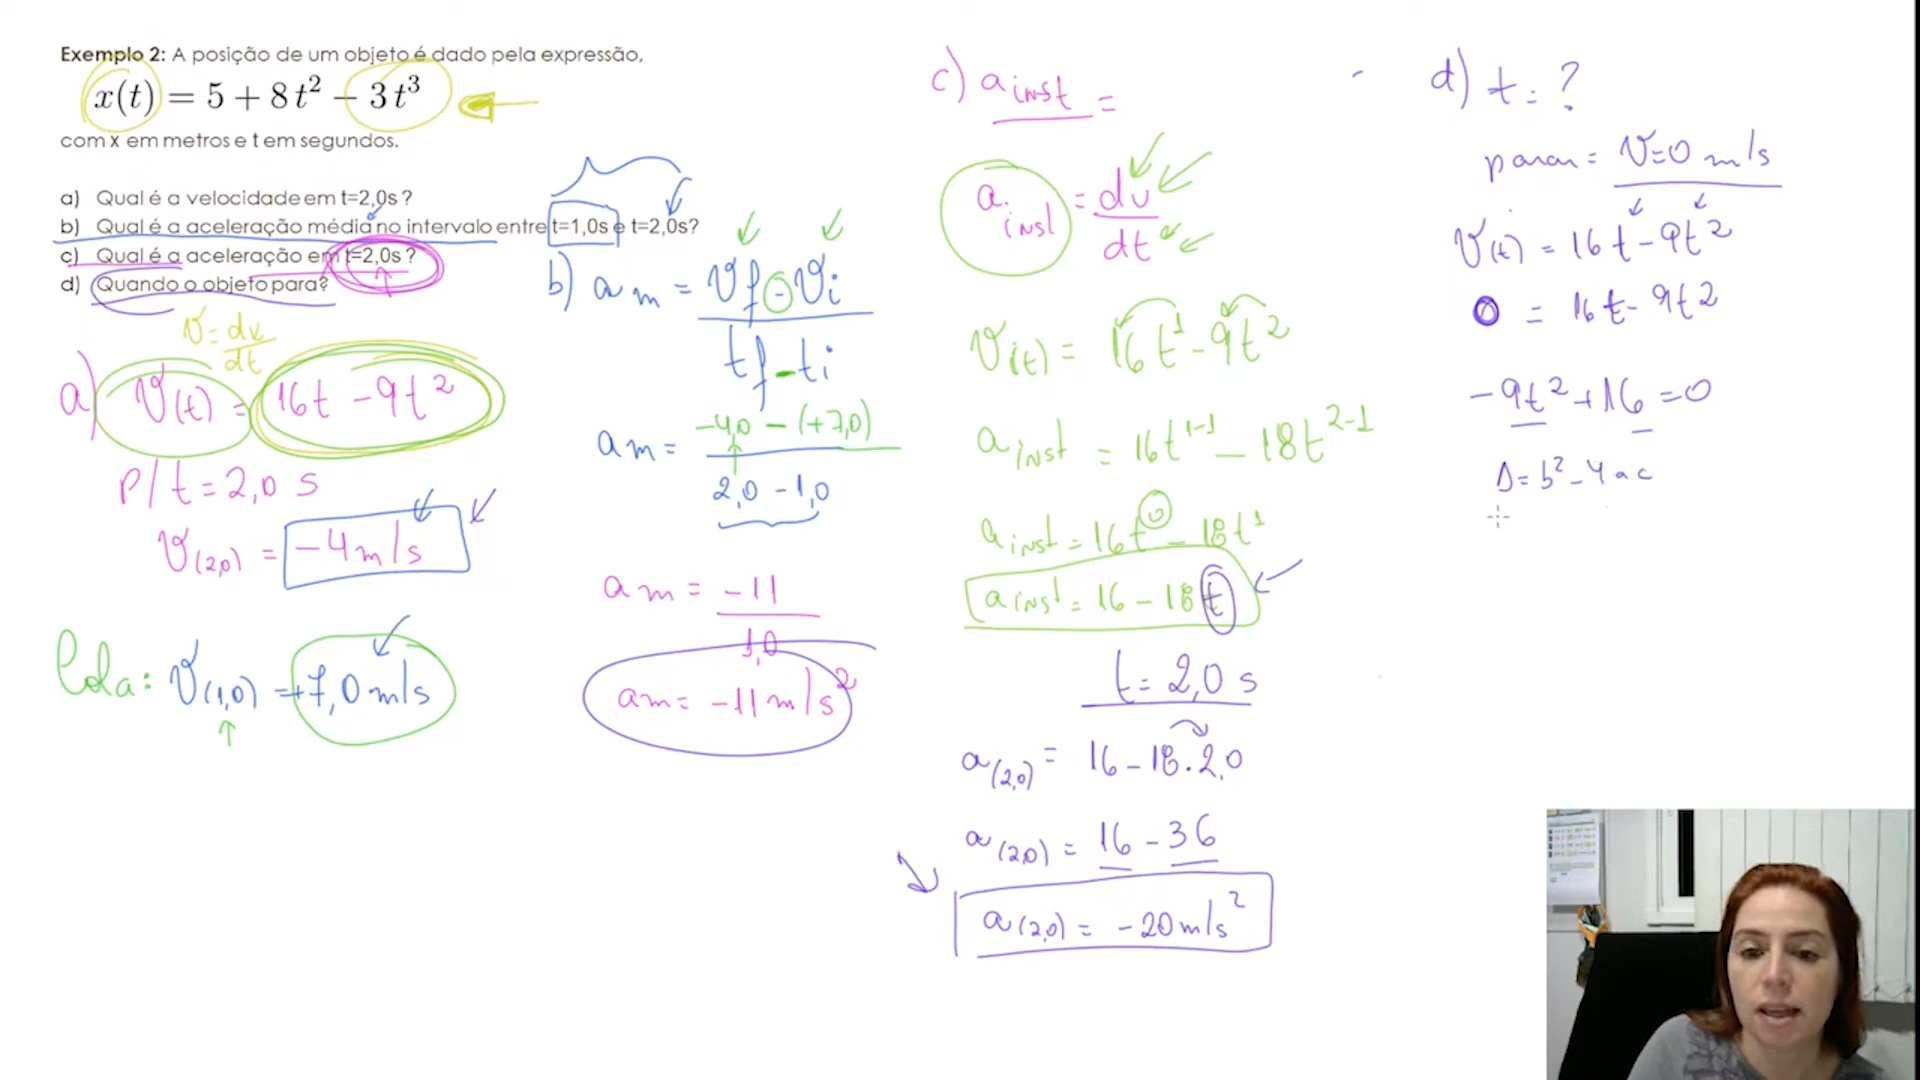 Exemplo 2: A posição de um objeto é dado pela expressão,
x(t) = 5 + 8t² − 3t³
com x em metros e t em segundos.
a) Qual é a velocidade em t=2,0s ?
b) Qual é a aceleração média no intervalo entre t=1,0s e t=2,0s?
c) Qual é a aceleração em t=2,0s ?
d) Quando o objeto para?
v = dx/dt
a) v(t) = 16t − 9t²
p/ t = 2,0 s
v(2,0) = −4 m/s
Cola: v(1,0) = +7,0 m/s
b) am = vf − vi / tf − ti
am = −4,0 − (+7,0) / 2,0 − 1,0
am = −11 / 1,0
am = −11 m/s²
c) a inst =
a inst = dv/dt
v(t) = 16t¹ − 9t²
a inst = 16t¹⁻¹ − 18t²⁻¹
a inst = 16t⁰ − 18t¹
a inst = 16 − 18t
t = 2,0 s
a(2,0) = 16 − 18 . 2,0
a(2,0) = 16 − 36
a(2,0) = −20 m/s²
d) t = ?
parar = v=0 m/s
v(t) = 16t − 9t²
0 = 16t − 9t²
−9t² + 16 = 0
Δ = b² − 4ac